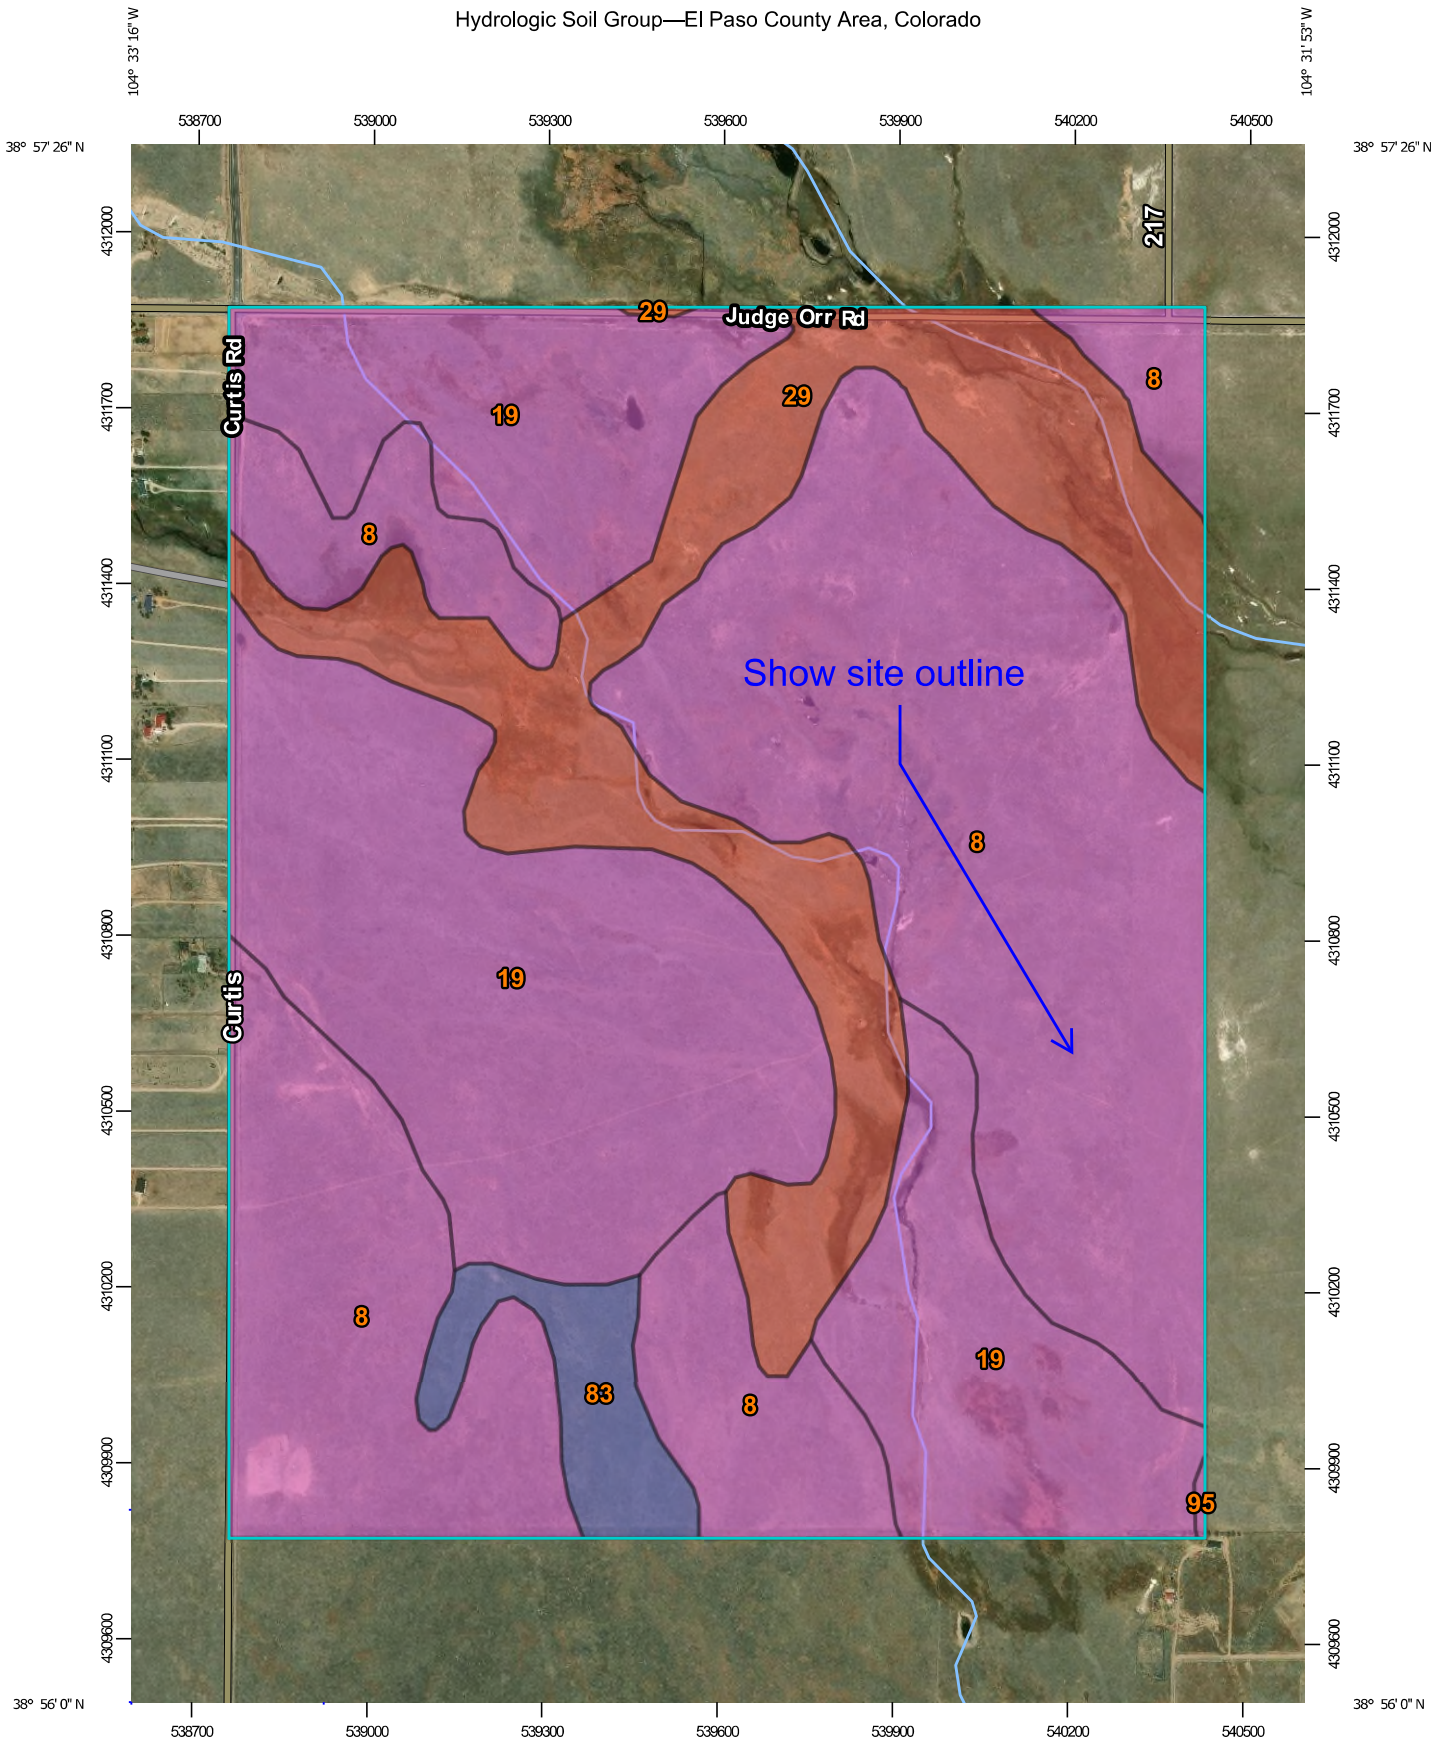 Hydrologic Soil Group—El Paso County Area, Colorado
104° 33' 16" W
104° 31' 53" W
538700 539000 539300 539600 539900 540200 540500
38° 57' 26" N
38° 57' 26" N
4312000
217
4312000
29
Judge Orr Rd
Curtis Rd
8
29
4311700
19
4311700
8
4311400
4311400
Show site outline
4311100
4311100
8
4310800
4310800
19
Curtis
4310500
4310500
4310200
4310200
8
19
83
8
4309900
4309900
95
4309600
4309600
38° 56' 0" N
38° 56' 0" N
538700 539000 539300 539600 539900 540200 540500